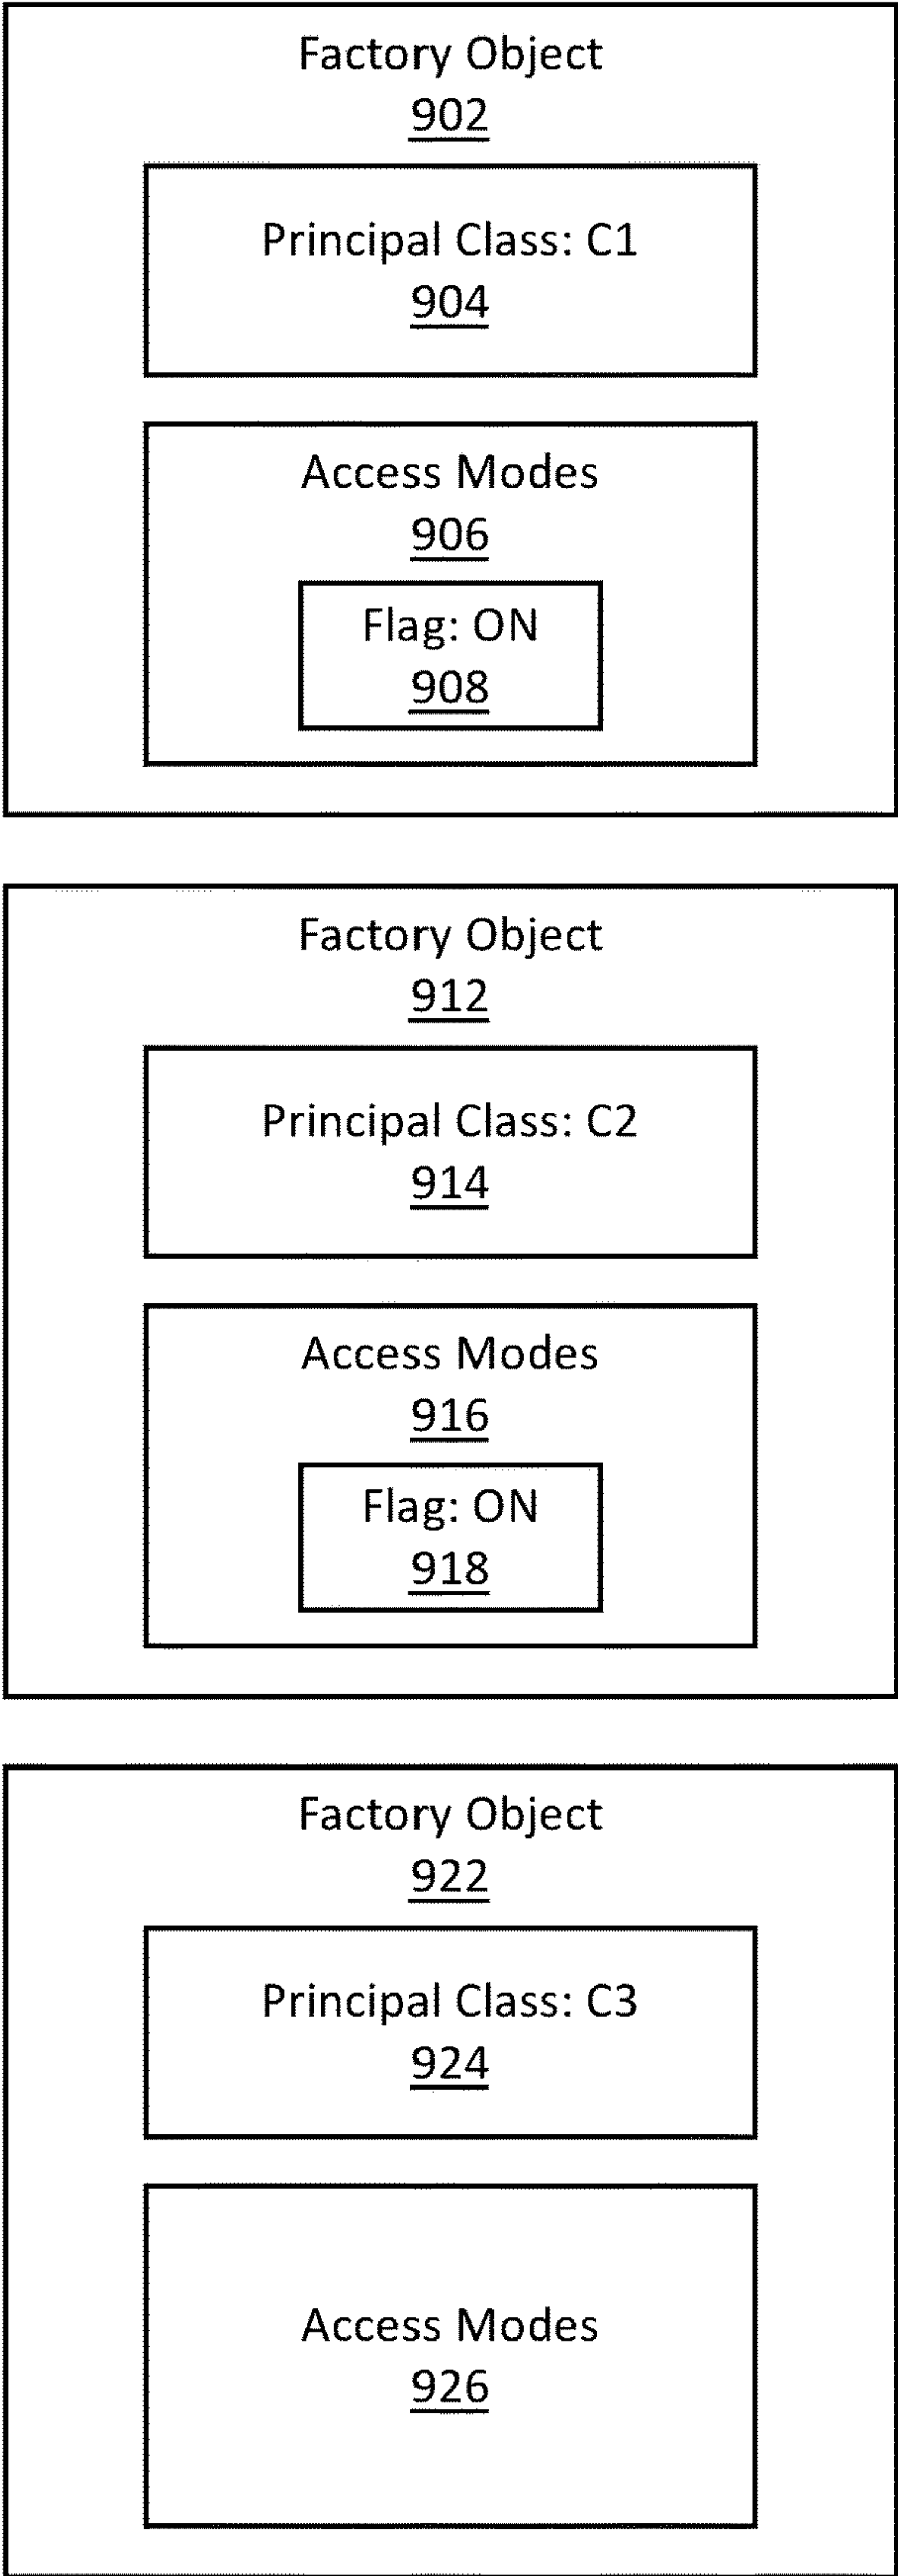 Factory Object
902
Principal Class: C1
904
Access Modes
906
Flag: ON
908
Factory Object
912
Principal Class: C2
914
Access Modes
916
Flag: ON
918
Factory Object
922
Principal Class: C3
924
Access Modes
926